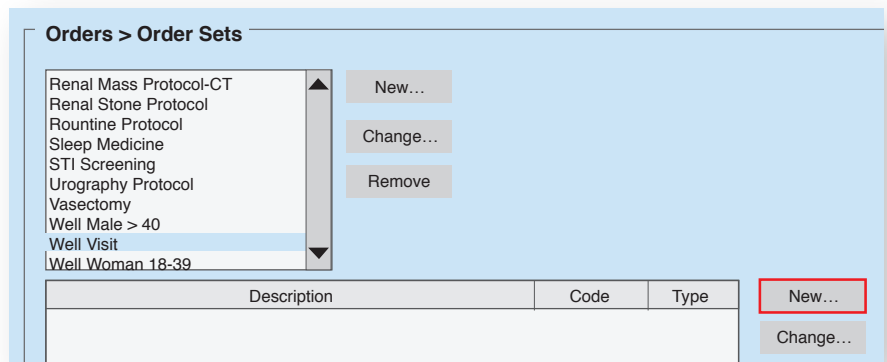 Orders > Order Sets
Renal Mass Protocol-CT
Renal Stone Protocol
Rountine Protocol
Sleep Medicine
STI Screening
Urography Protocol
Vasectomy
Well Male > 40
Well Visit
Well Woman 18-39
New…
Change…
Remove
Description Code Type
New…
Change…